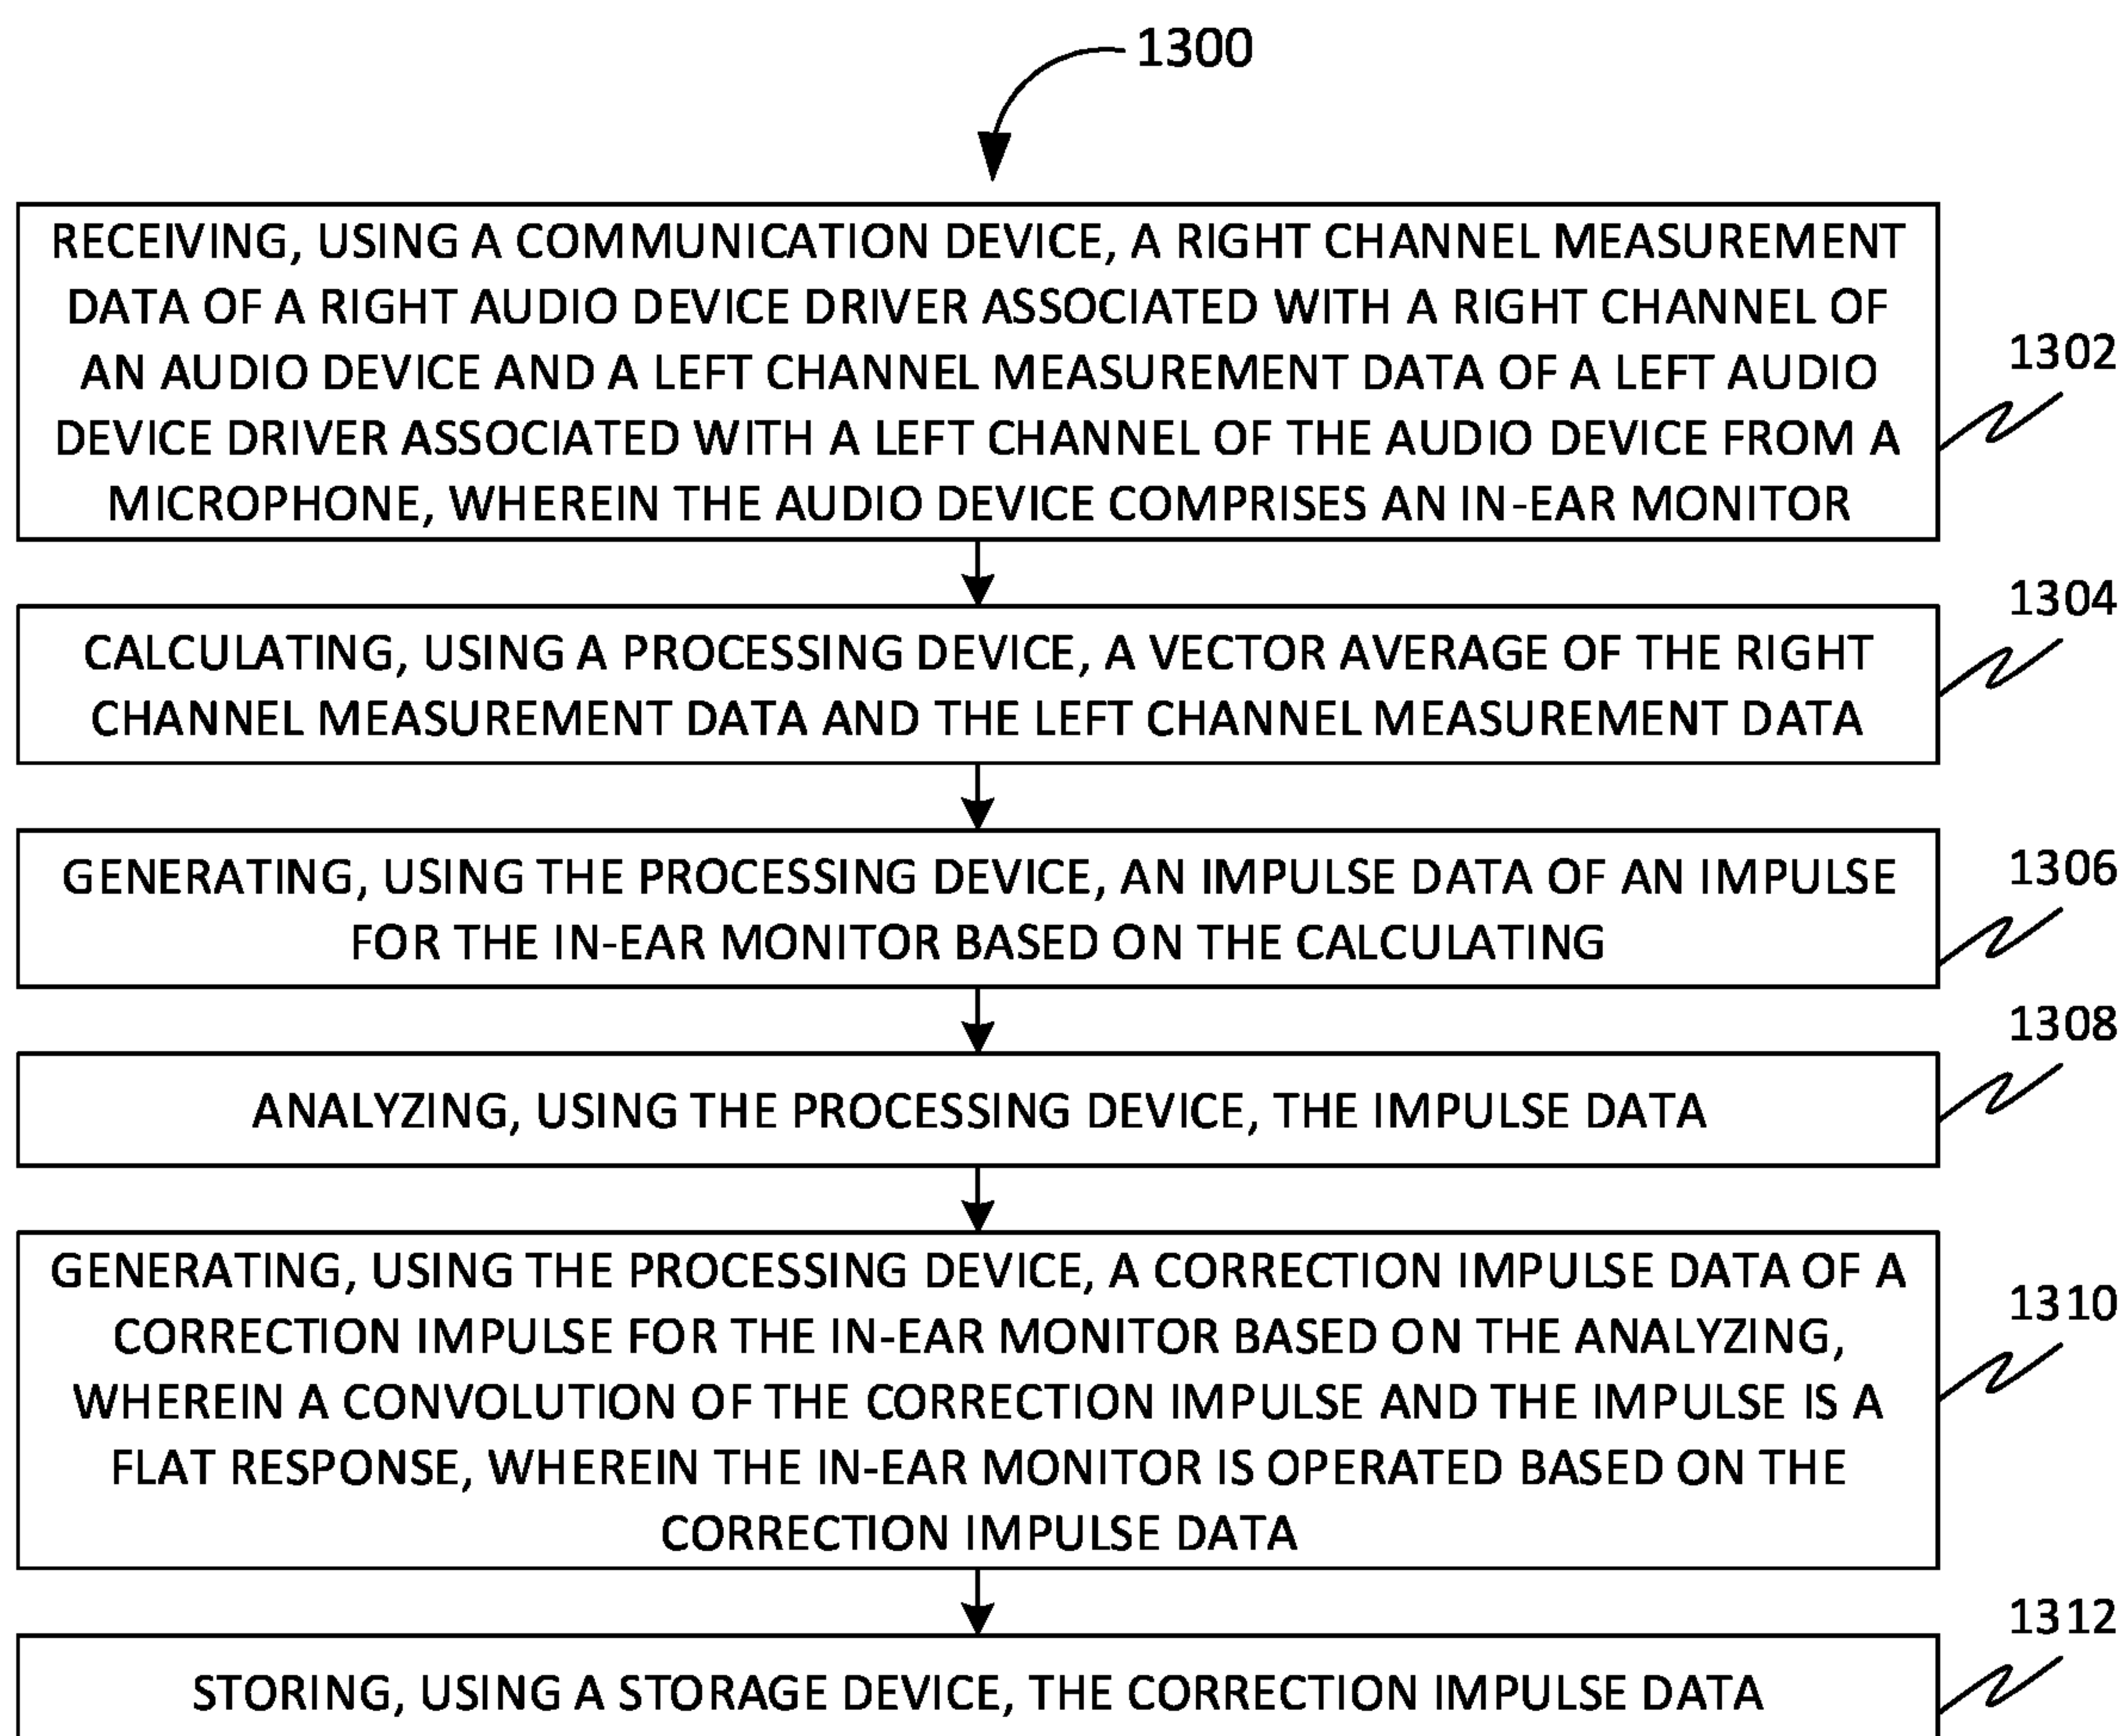 1300
RECEIVING, USING A COMMUNICATION DEVICE, A RIGHT CHANNEL MEASUREMENT
DATA OF A RIGHT AUDIO DEVICE DRIVER ASSOCIATED WITH A RIGHT CHANNEL OF
AN AUDIO DEVICE AND A LEFT CHANNEL MEASUREMENT DATA OF A LEFT AUDIO
DEVICE DRIVER ASSOCIATED WITH A LEFT CHANNEL OF THE AUDIO DEVICE FROM A
MICROPHONE, WHEREIN THE AUDIO DEVICE COMPRISES AN IN-EAR MONITOR
1302
CALCULATING, USING A PROCESSING DEVICE, A VECTOR AVERAGE OF THE RIGHT
CHANNEL MEASUREMENT DATA AND THE LEFT CHANNEL MEASUREMENT DATA
1304
GENERATING, USING THE PROCESSING DEVICE, AN IMPULSE DATA OF AN IMPULSE
FOR THE IN-EAR MONITOR BASED ON THE CALCULATING
1306
ANALYZING, USING THE PROCESSING DEVICE, THE IMPULSE DATA
1308
GENERATING, USING THE PROCESSING DEVICE, A CORRECTION IMPULSE DATA OF A
CORRECTION IMPULSE FOR THE IN-EAR MONITOR BASED ON THE ANALYZING,
WHEREIN A CONVOLUTION OF THE CORRECTION IMPULSE AND THE IMPULSE IS A
FLAT RESPONSE, WHEREIN THE IN-EAR MONITOR IS OPERATED BASED ON THE
CORRECTION IMPULSE DATA
1310
STORING, USING A STORAGE DEVICE, THE CORRECTION IMPULSE DATA
1312